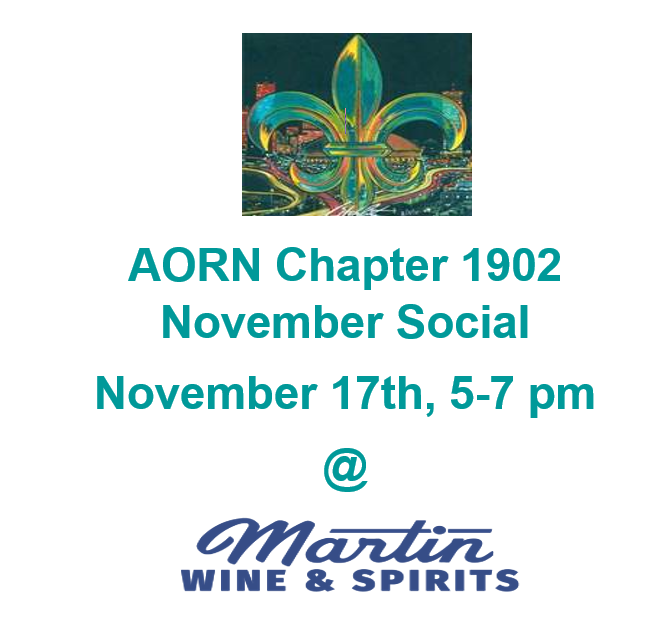 AORN Chapter 1902
November Social
November 17th, 5-7 pm
@
Martin
WINE & SPIRITS